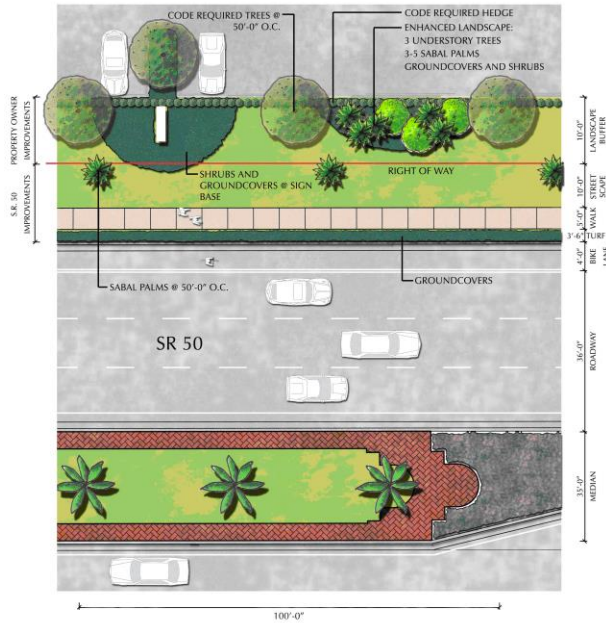 CODE REQUIRED TREES @
50'-0" O.C.
CODE REQUIRED HEDGE
ENHANCED LANDSCAPE:
3 UNDERSTORY TREES
3-5 SABAL PALMS
GROUNDCOVERS AND SHRUBS
PROPERTY OWNER
IMPROVEMENTS
S.R. 50
IMPROVEMENTS
SHRUBS AND
GROUNDCOVERS @ SIGN
BASE
RIGHT OF WAY
10'-0"
LANDSCAPE
BUFFER
10'-0"
STREET
SCAPE
5'-0"
WALK
3'-6" TURF
4'-0"
BIKE
LANE
SABAL PALMS @ 50'-0" O.C.
GROUNDCOVERS
SR 50
36'-0"
ROADWAY
35'-0"
MEDIAN
100'-0"